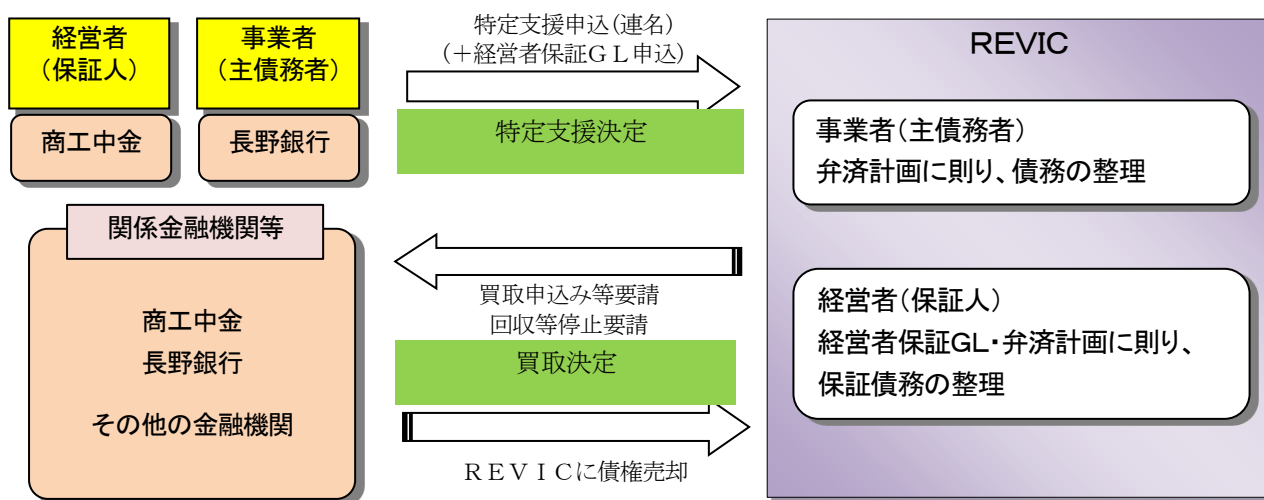 経営者
(保証人)
事業者
(主債務者)
商工中金
長野銀行
特定支援申込(連名)
(+経営者保証GL申込)
特定支援決定
関係金融機関等
商工中金
長野銀行
その他の金融機関
買取申込み等要請
回収等停止要請
買取決定
REVICに債権売却
REVIC
事業者(主債務者)
弁済計画に則り、債務の整理
経営者(保証人)
経営者保証GL・弁済計画に則り、
保証債務の整理